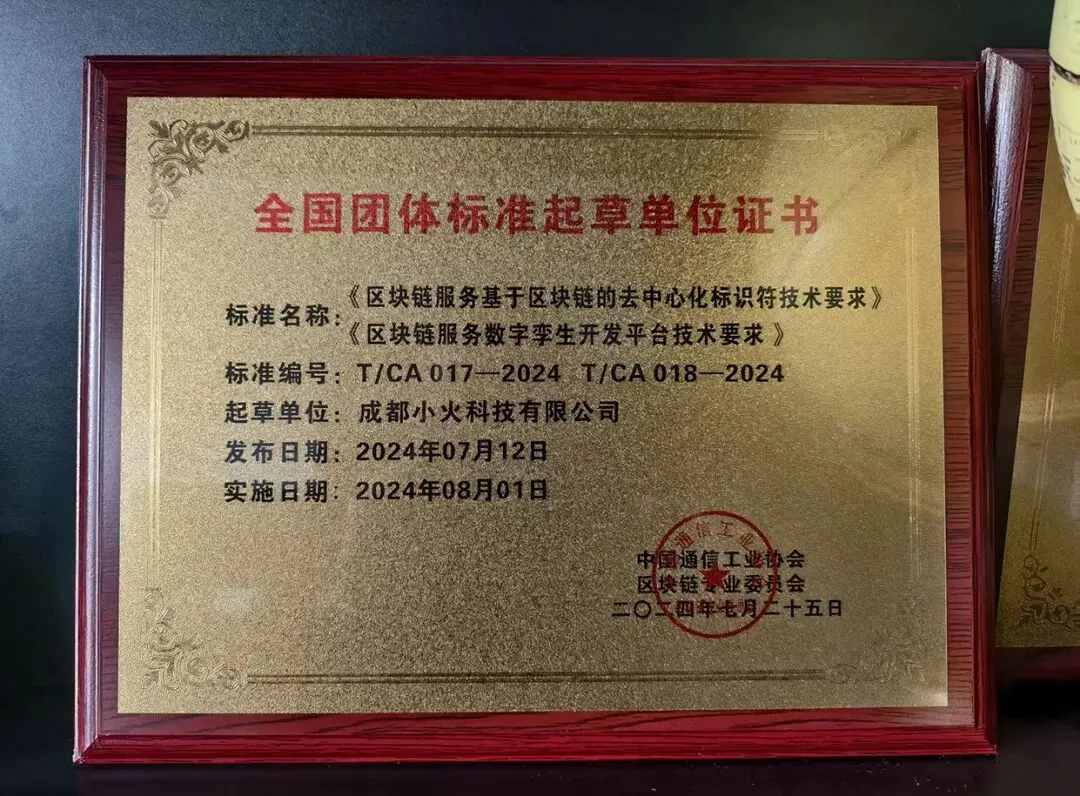 全国团体标准起草单位证书
标准名称：
《区块链服务基于区块链的去中心化标识符技术要求》
《区块链服务数字孪生开发平台技术要求 》
标准编号：T/CA 017—2024 T/CA 018—2024
起草单位：成都小火科技有限公司
发布日期：2024年07月12日
实施日期：2024年08月01日
中国通信工业协会
区块链专业委员会
二〇二四年七月二十五日